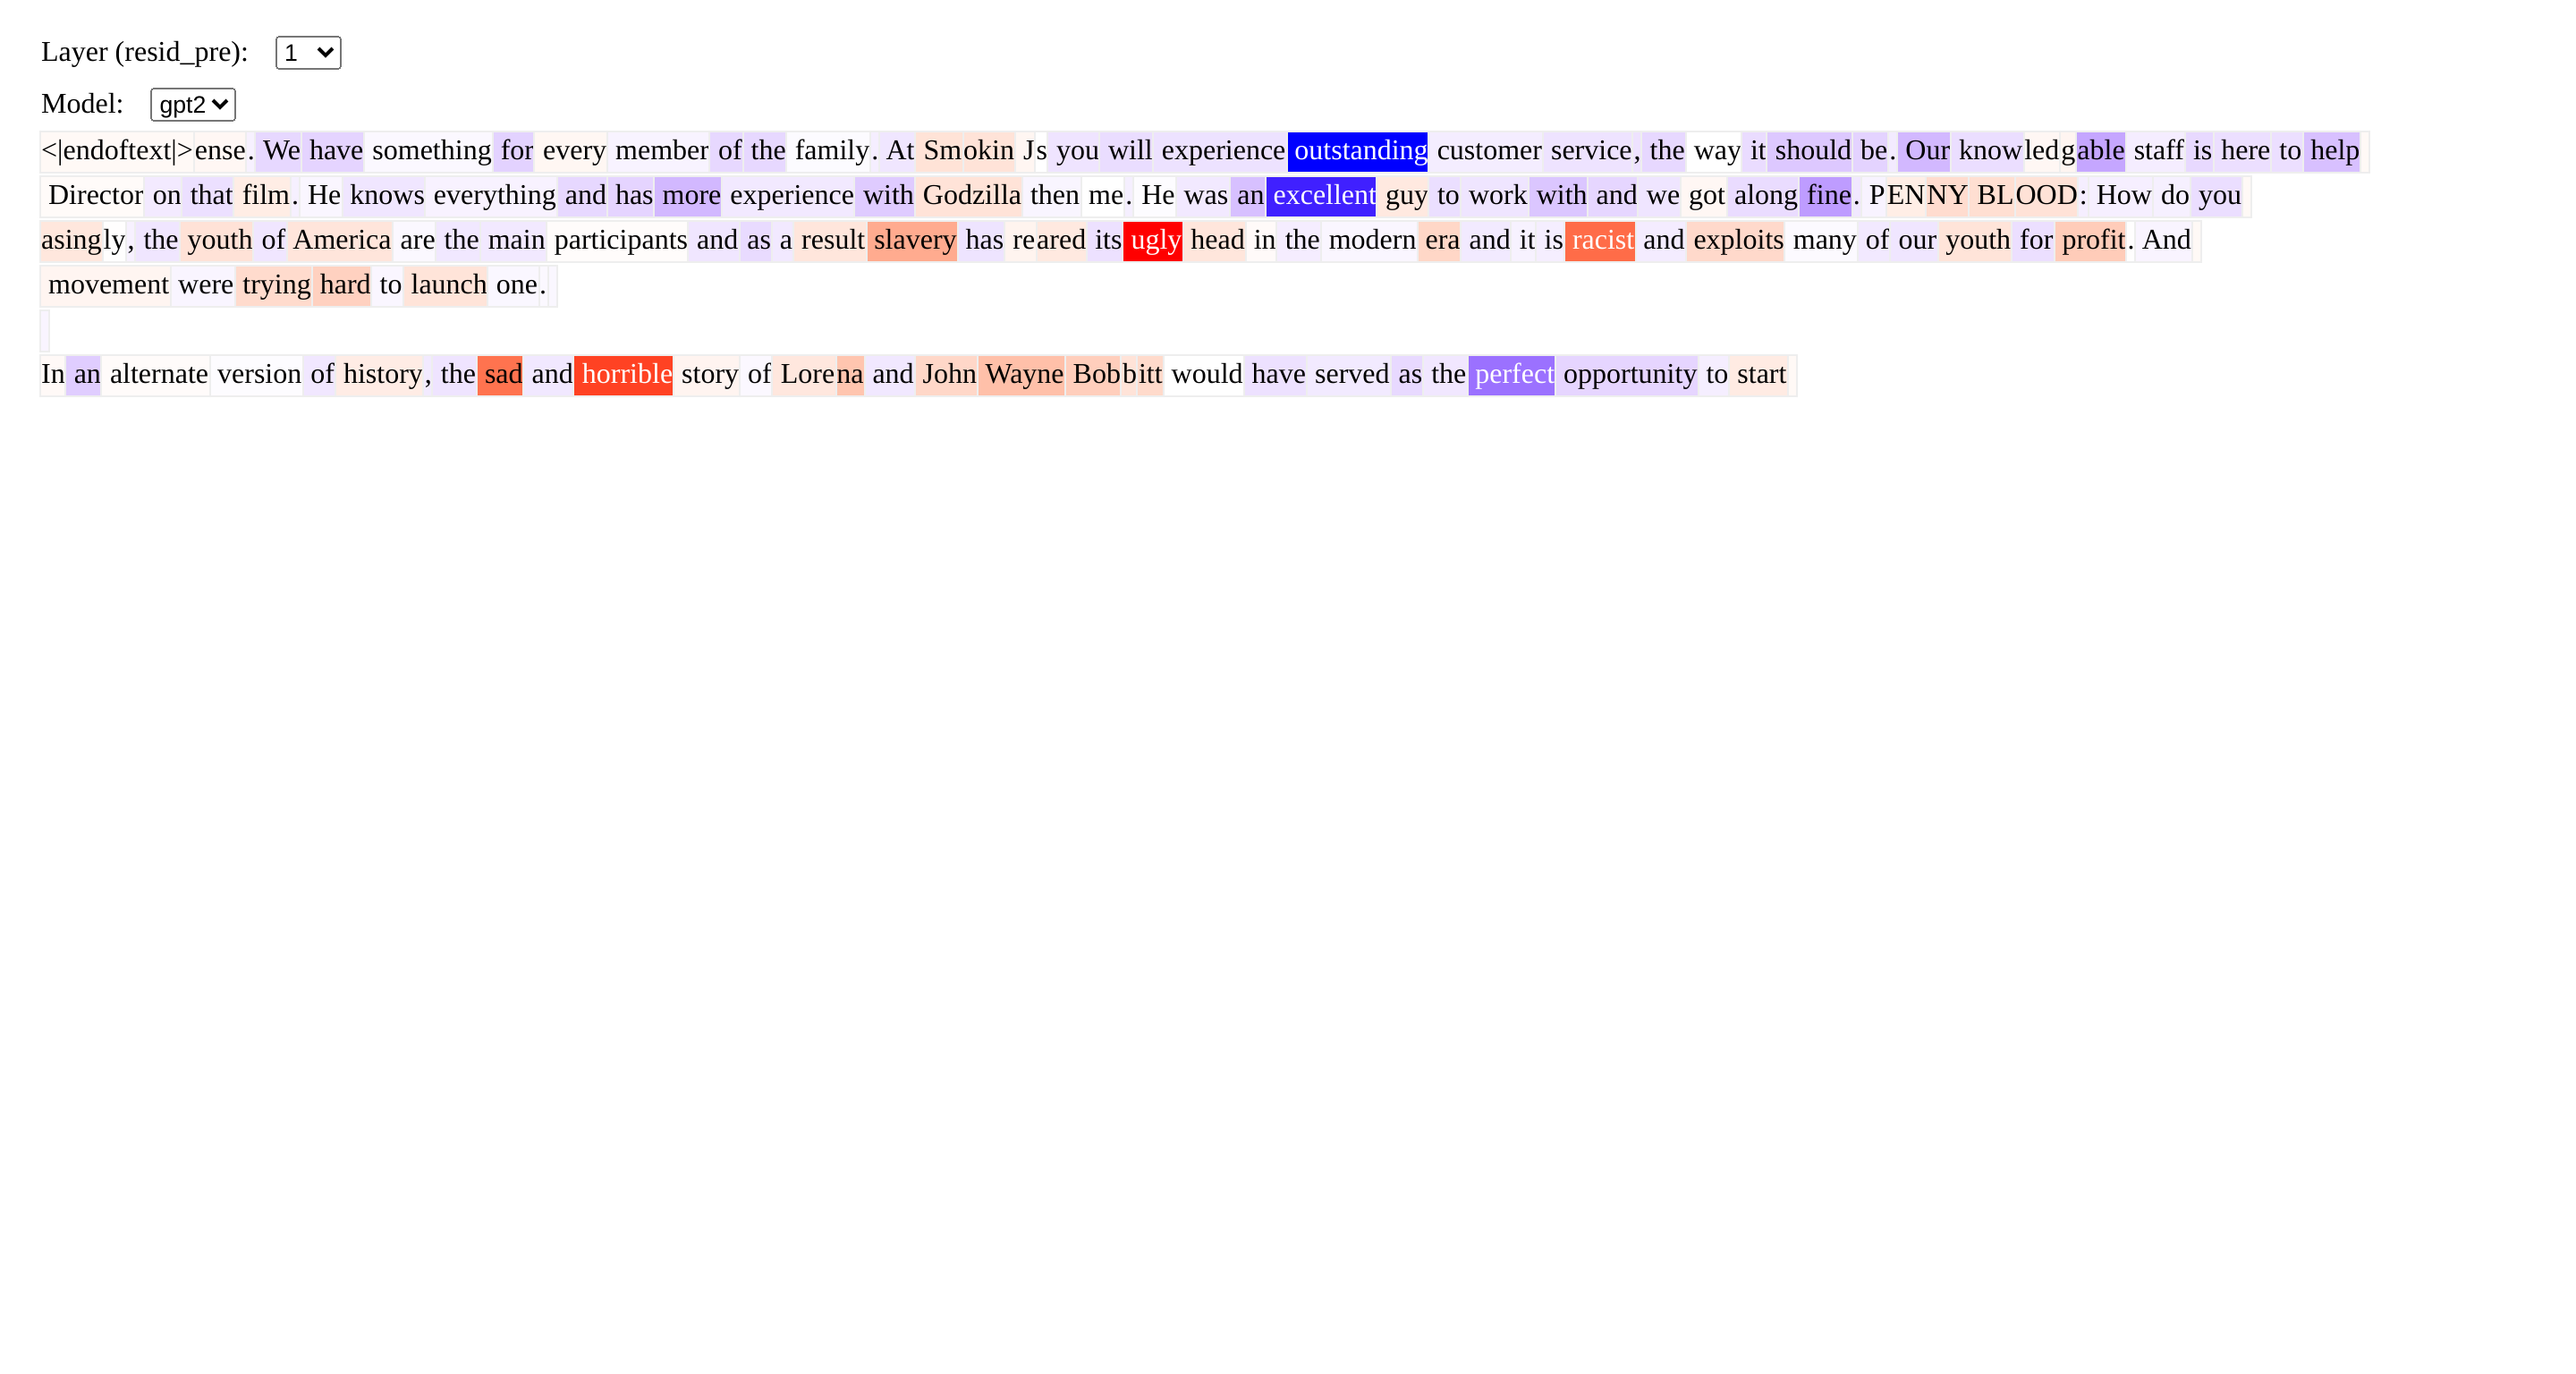 Layer (resid_pre): 1
Model: gpt2
<|endoftext|>ense. We have something for every member of the family. At Smokin Js you will experience outstanding customer service, the way it should be. Our knowledgable staff is here to help
Director on that film. He knows everything and has more experience with Godzilla then me. He was an excellent guy to work with and we got along fine. PENNY BLOOD: How do you
asingly, the youth of America are the main participants and as a result slavery has reared its ugly head in the modern era and it is racist and exploits many of our youth for profit. And
movement were trying hard to launch one.
In an alternate version of history, the sad and horrible story of Lorena and John Wayne Bobbitt would have served as the perfect opportunity to start